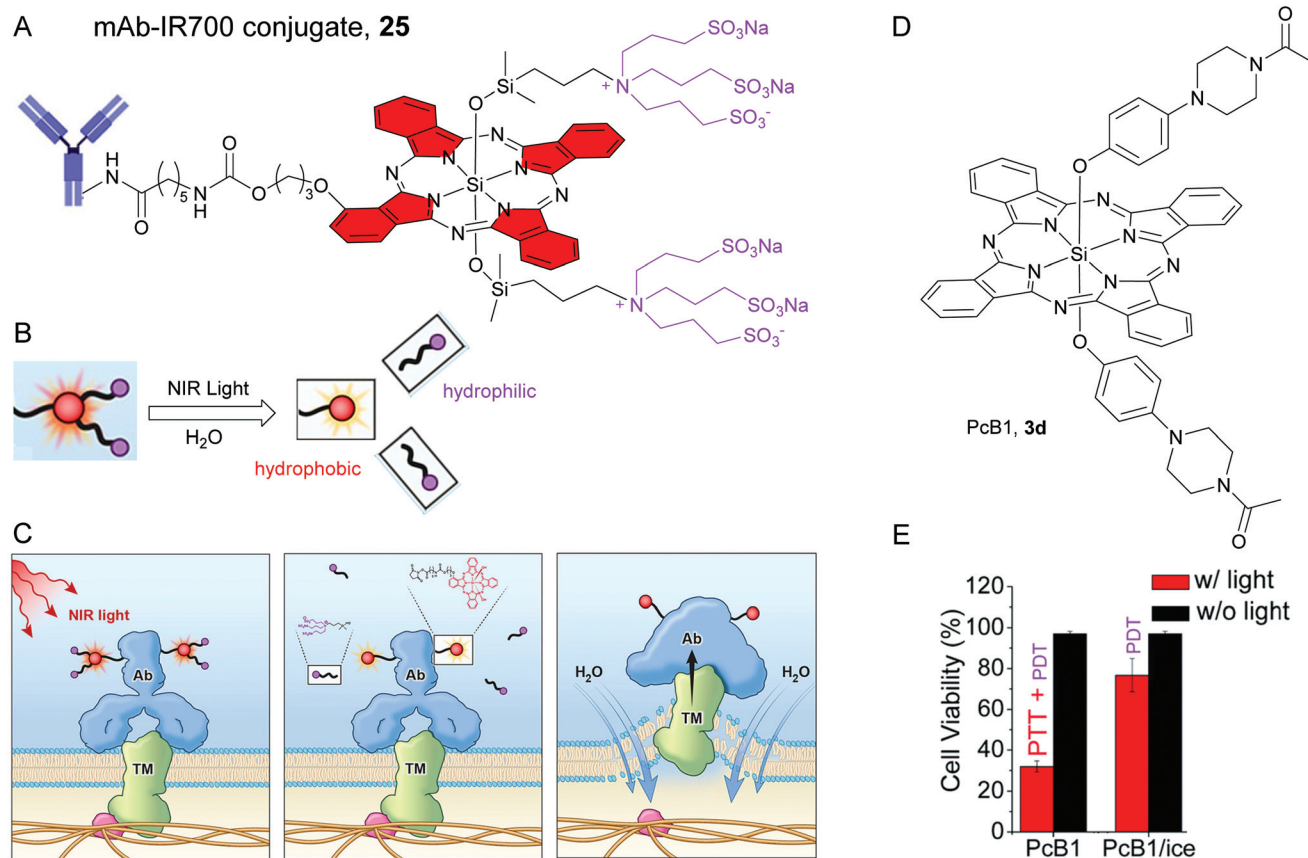 A
mAb-IR700 conjugate, 25
SO3Na
SO3Na
SO3-
N
+
Si
O
N
N
N
N
Si
N
N
N
N
H
N
O
5
N
H
O
O
3
O
O
Si
N
+
SO3Na
SO3Na
SO3-
B
NIR Light
H2O
hydrophilic
hydrophobic
C
NIR light
Ab
TM
Ab
TM
Ab
TM
H2O
H2O
D
O
N
N
O
N
N
N
N
Si
N
N
N
N
O
N
N
O
PcB1, 3d
E
Cell Viability (%)
120
100
80
60
40
20
0
w/ light
w/o light
PTT + PDT
PDT
PcB1
PcB1/ice